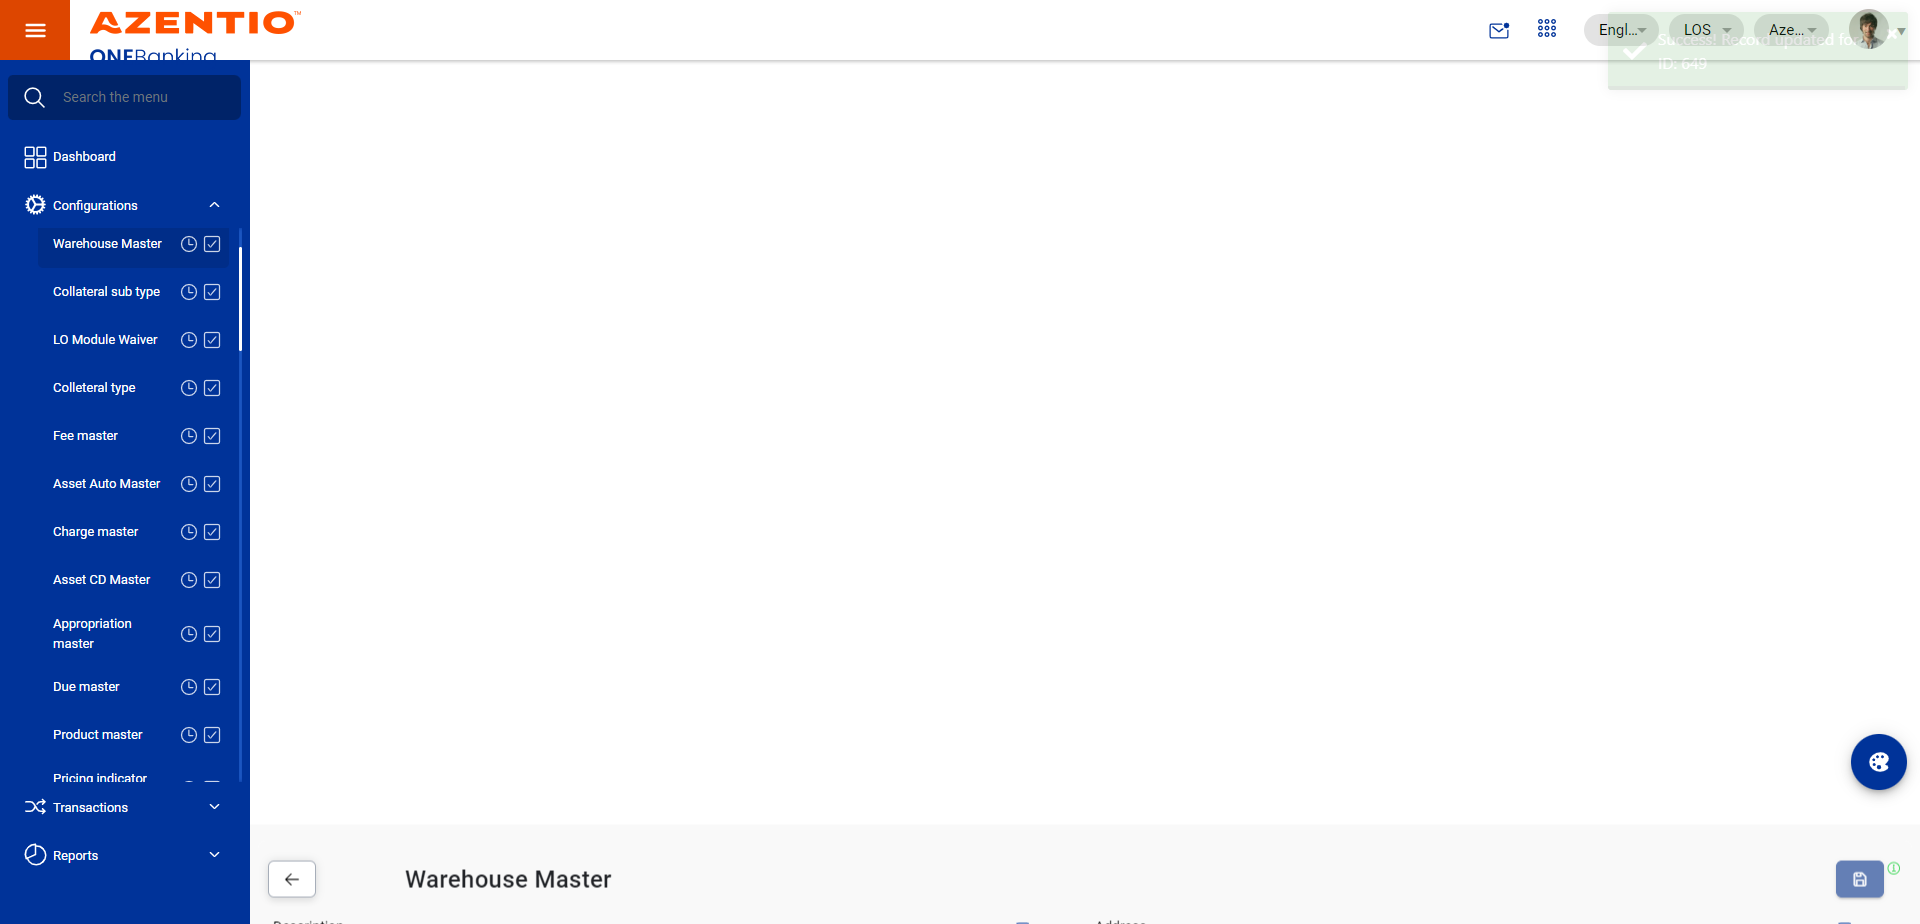 AZENTIO™
ONEBanking
Engl...
LOS
Aze...
Success! Record updated for
ID: 649
Search the menu
Dashboard
Configurations
Warehouse Master
Collateral sub type
LO Module Waiver
Colleteral type
Fee master
Asset Auto Master
Charge master
Asset CD Master
Appropriation
master
Due master
Product master
Pricing indicator
Transactions
Reports
Warehouse Master
Description
Address